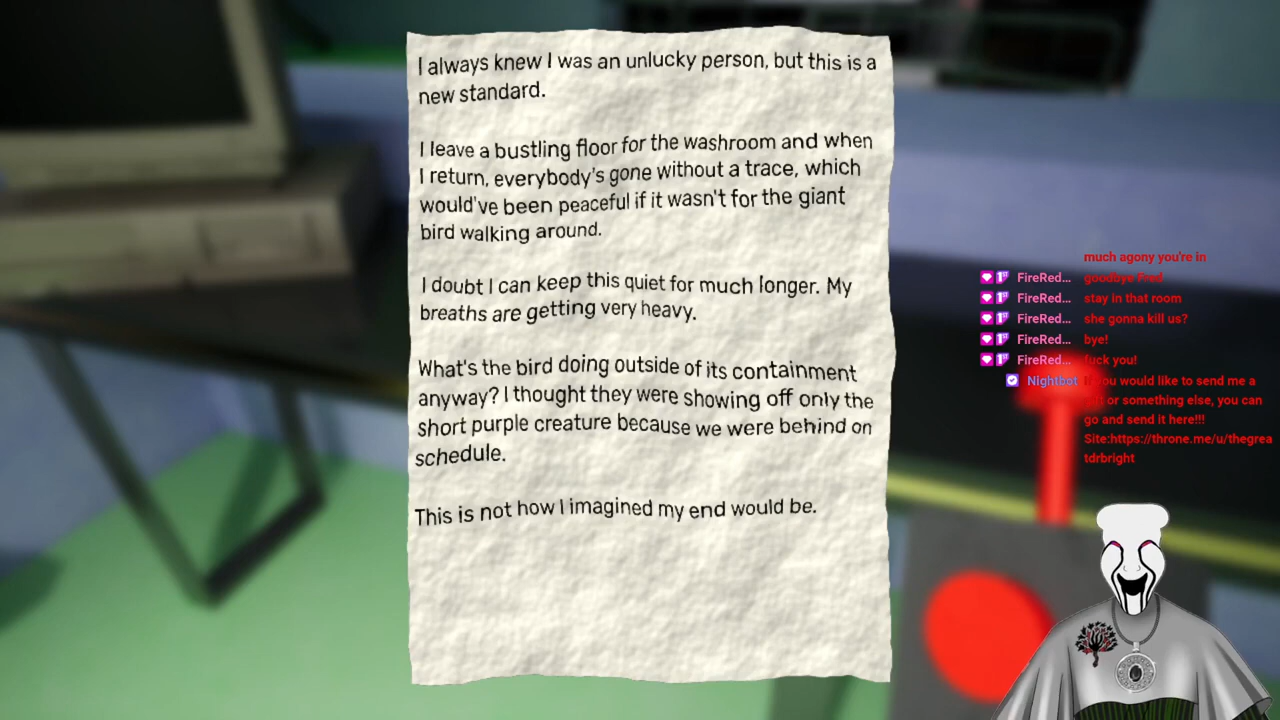 I always knew I was an unlucky person, but this is a
new standard.
I leave a bustling floor for the washroom and when
I return, everybody's gone without a trace, which
would've been peaceful if it wasn't for the giant
bird walking around.
I doubt I can keep this quiet for much longer. My
breaths are getting very heavy.
What's the bird doing outside of its containment
anyway? I thought they were showing off only the
short purple creature because we were behind on
schedule.
This is not how I imagined my end would be.
much agony you're in
FireRed... goodbye Fred
FireRed... stay in that room
FireRed... she gonna kill us?
FireRed... bye!
FireRed... fuck you!
Nightbot you would like to send me a
or something else, you can
go and send it here!!!
Site:https://throne.me/u/thegrea
tdrbright